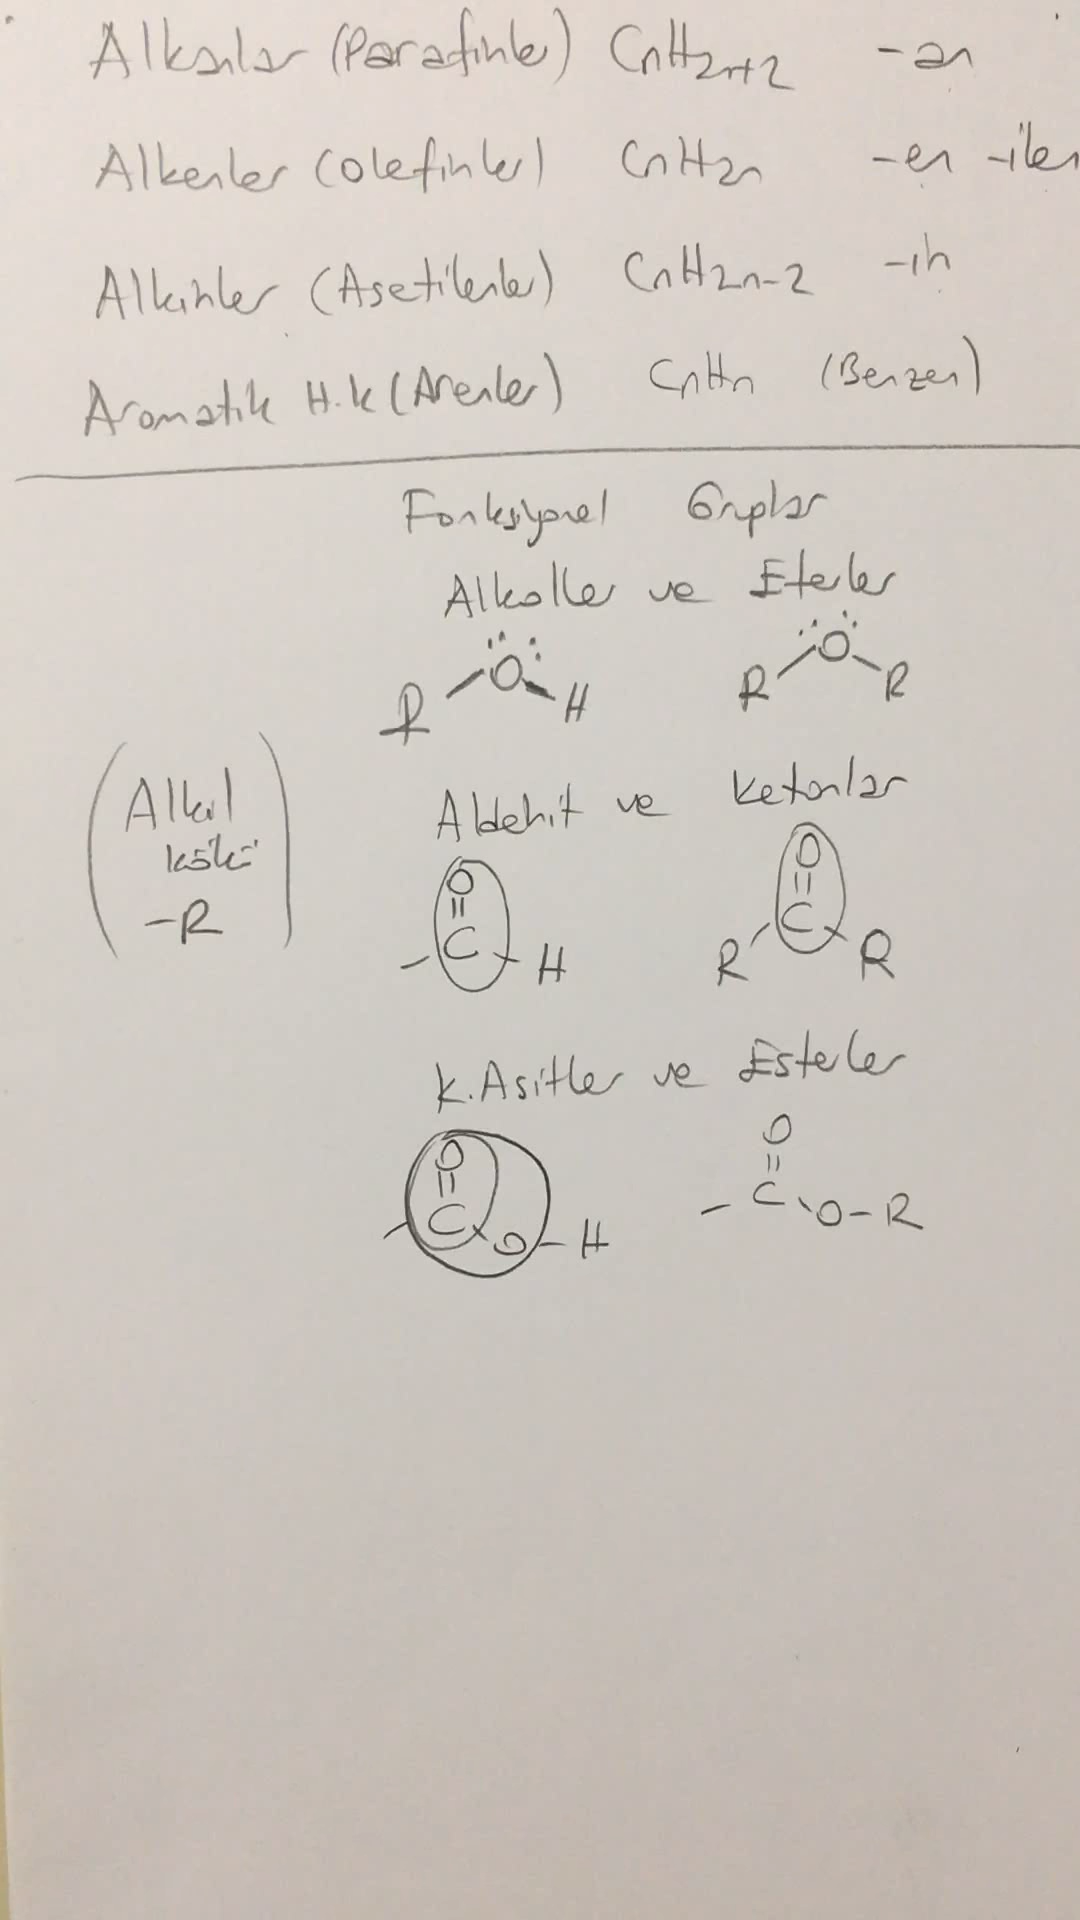 Alkanlar (Parafinler) CnH2n+2 -an
Alkenler (Olefinler) CnH2n -en -ilen
Alkinler (Asetilenler) CnH2n-2 -in
Aromatik H.K (Arenler) CnHn (Benzen)
Fonksiyonel Gruplar
Alkoller ve Eterler
R O H R O R
(Alkil kökü -R)
Aldehit ve Ketonlar
O O
C H R C R
K. Asitler ve Esterler
O O
C O-H C O-R